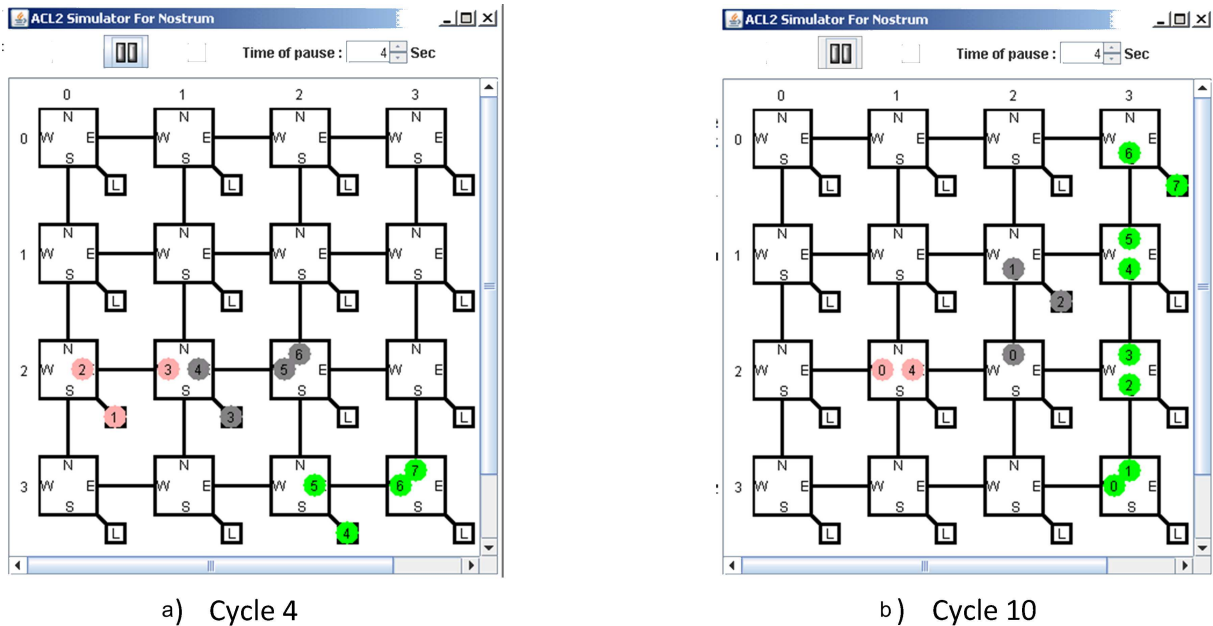 ACL2 Simulator For Nostrum
Time of pause : 4 Sec
0 1 2 3
0 N W E S L N W E S L N W E S L N W E S L
1 N W E S L N W E S L N W E S L N W E S L
2 N W 2 S 1 N 3 4 S 3 6 5 E S L N W E S L
3 N W E S L N W E S L N W 5 S 4 7 6 E S L
a) Cycle 4
ACL2 Simulator For Nostrum
Time of pause : 4 Sec
0 1 2 3
0 N W E S L N W E S L N W E S L N W E 6 7
1 N W E S L N W E S L N W E 1 2 5 W E 4 L
2 N W E S L N 0 4 S L 0 W E S L 3 W E 2 L
3 N W E S L N W E S L N W E S L 1 0 E S L
b) Cycle 10